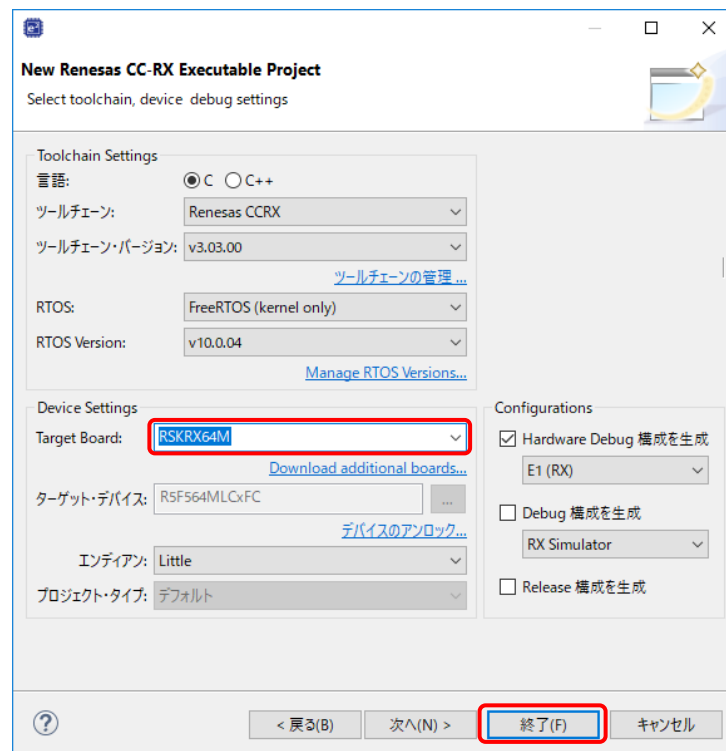 New Renesas CC-RX Executable Project
Select toolchain, device debug settings
Toolchain Settings
言語: C C++
ツールチェーン: Renesas CCRX
ツールチェーン・バージョン: v3.03.00
ツールチェーンの管理 ...
RTOS: FreeRTOS (kernel only)
RTOS Version: v10.0.04
Manage RTOS Versions...
Device Settings
Target Board: RSKRX64M
Download additional boards...
ターゲット・デバイス: R5F564MLCxFC ...
デバイスのアンロック...
エンディアン: Little
プロジェクト・タイプ: デフォルト
Configurations
Hardware Debug 構成を生成
E1 (RX)
Debug 構成を生成
RX Simulator
Release 構成を生成
?
< 戻る(B) 次へ(N) > 終了(F) キャンセル